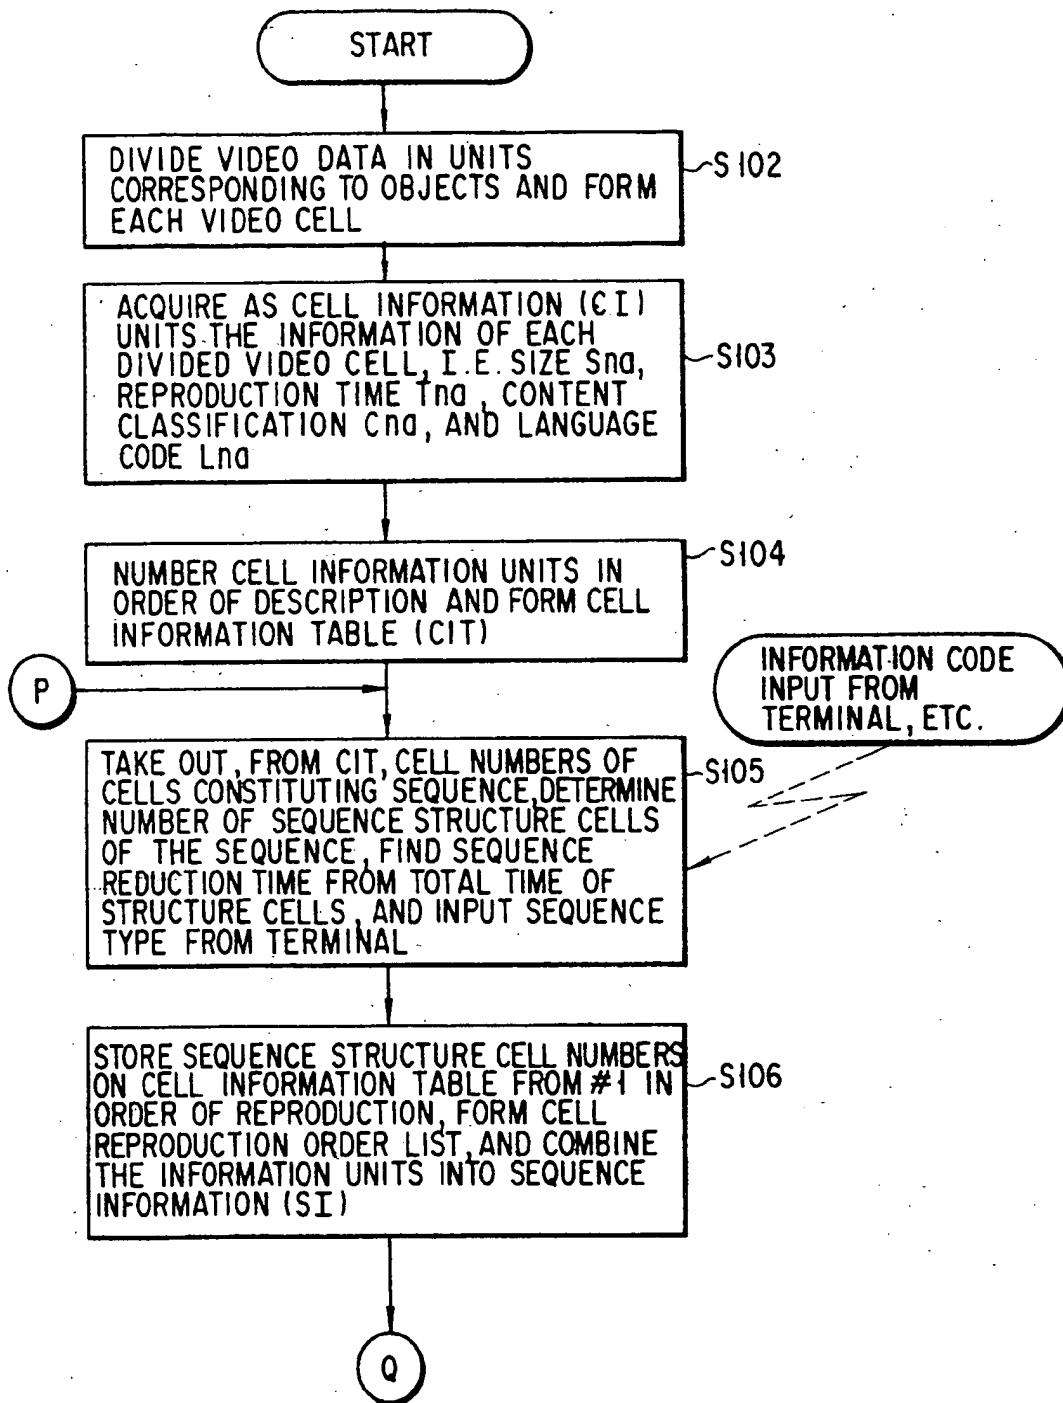 START
DIVIDE VIDEO DATA IN UNITS
CORRESPONDING TO OBJECTS AND FORM
EACH VIDEO CELL
S102
ACQUIRE AS CELL INFORMATION (CI)
UNITS THE INFORMATION OF EACH
DIVIDED VIDEO CELL, I.E. SIZE Sna,
REPRODUCTION TIME Tna, CONTENT
CLASSIFICATION Cna, AND LANGUAGE
CODE Lna
S103
NUMBER CELL INFORMATION UNITS IN
ORDER OF DESCRIPTION AND FORM CELL
INFORMATION TABLE (CIT)
S104
P
INFORMATION CODE
INPUT FROM
TERMINAL, ETC.
TAKE OUT, FROM CIT, CELL NUMBERS OF
CELLS CONSTITUTING SEQUENCE, DETERMINE
NUMBER OF SEQUENCE STRUCTURE CELLS
OF THE SEQUENCE, FIND SEQUENCE
REDUCTION TIME FROM TOTAL TIME OF
STRUCTURE CELLS, AND INPUT SEQUENCE
TYPE FROM TERMINAL
S105
STORE SEQUENCE STRUCTURE CELL NUMBERS
ON CELL INFORMATION TABLE FROM #1 IN
ORDER OF REPRODUCTION, FORM CELL
REPRODUCTION ORDER LIST, AND COMBINE
THE INFORMATION UNITS INTO SEQUENCE
INFORMATION (SI)
S106
Q